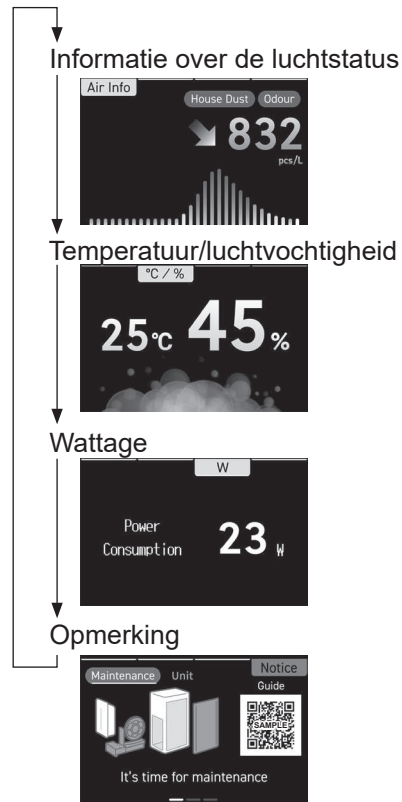 Informatie over de luchtstatus
Air Info
House Dust Odour
832
pcs/L
Temperatuur/luchtvochtigheid
°C / %
25°C 45%
Wattage
W
Power
Consumption
23 W
Opmerking
Notice
Maintenance Unit
Guide
SAMPLE
It's time for maintenance